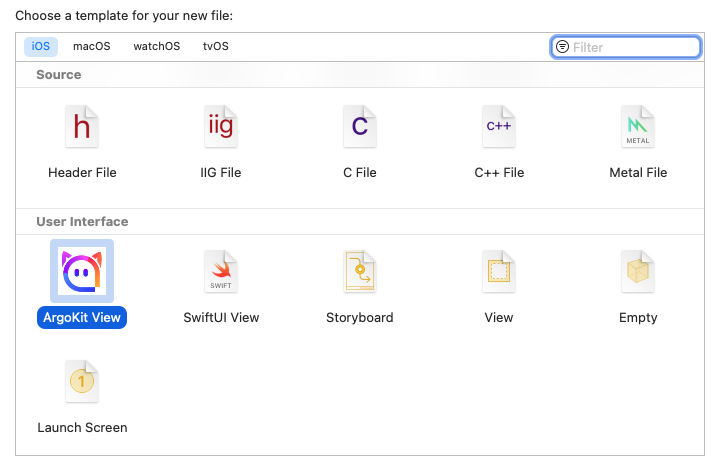 Choose a template for your new file:
iOS macOS watchOS tvOS Filter
Source
h iig C C++ METAL
Header File IIG File C File C++ File Metal File
User Interface
SWIFT
ArgoKit View SwiftUI View Storyboard View Empty
1
Launch Screen